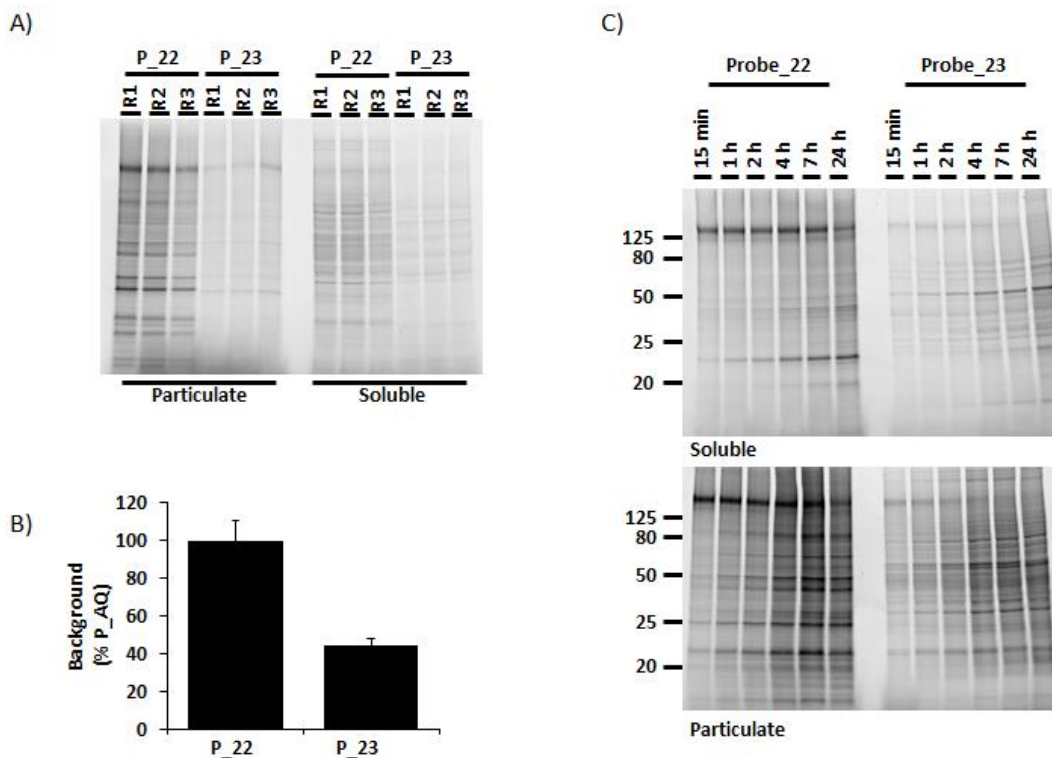 A)
P_22 P_23 P_22 P_23
R1 R2 R3 R1 R2 R3 R1 R2 R3 R1 R2 R3
Particulate Soluble
B)
120
100
80
60
40
20
0
Background
(% P_AQ)
P_22 P_23
C)
Probe_22 Probe_23
15 min 1 h 2 h 4 h 7 h 24 h 15 min 1 h 2 h 4 h 7 h 24 h
125
80
50
25
20
Soluble
125
80
50
25
20
Particulate